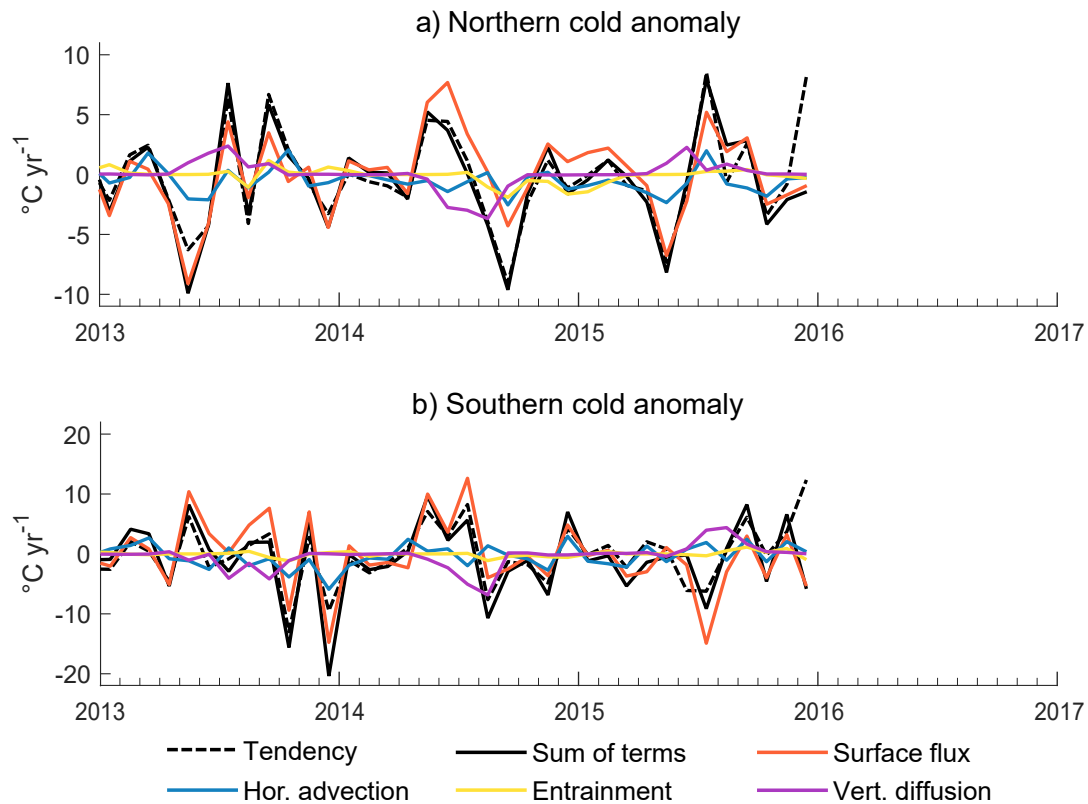 a) Northern cold anomaly
10
5
0
-5
-10
°C yr-1
2013 2014 2015 2016 2017
b) Southern cold anomaly
20
10
0
-10
-20
°C yr-1
2013 2014 2015 2016 2017
Tendency Sum of terms Surface flux
Hor. advection Entrainment Vert. diffusion